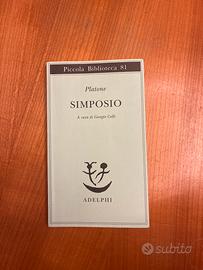 Piccola Biblioteca 81
Platone
SIMPOSIO
A cura di Giorgio Colli
ADELPHI
subito